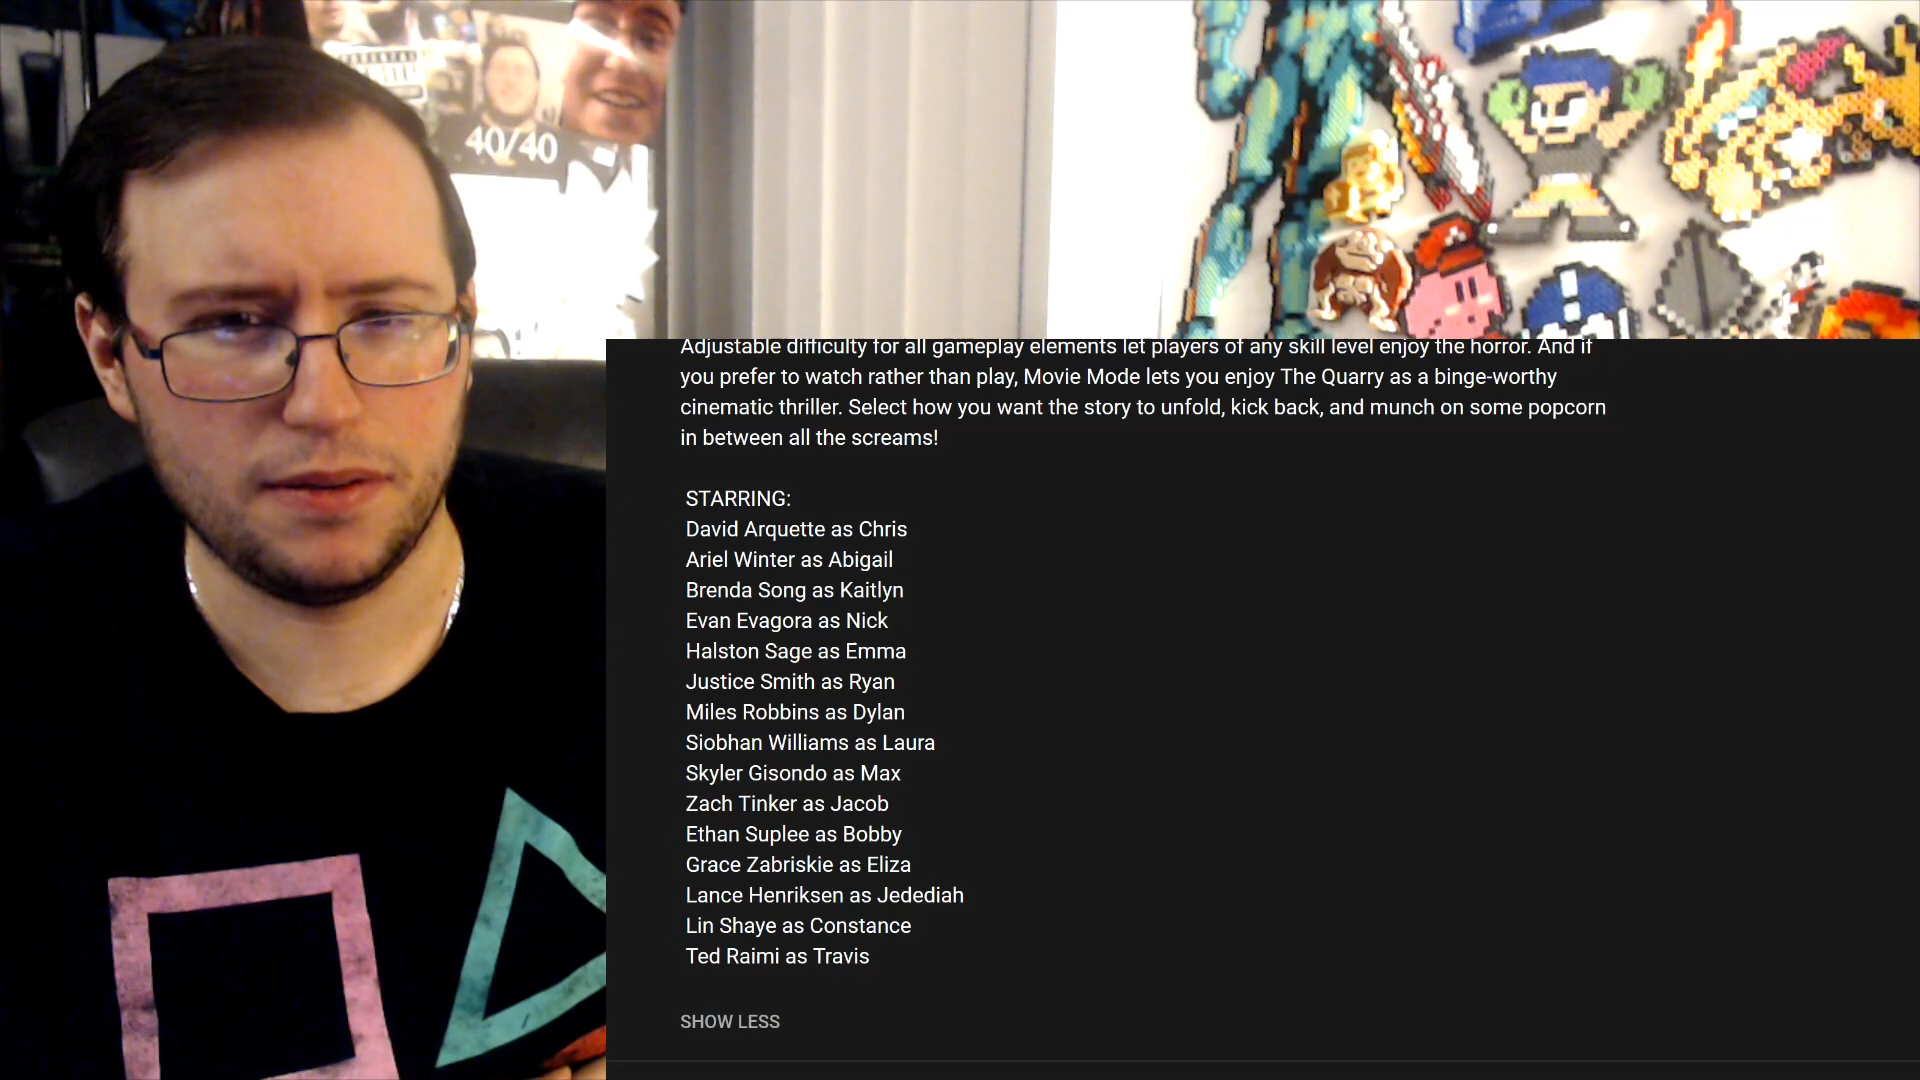 40/40
Adjustable difficulty for all gameplay elements let players of any skill level enjoy the horror. And if
you prefer to watch rather than play, Movie Mode lets you enjoy The Quarry as a binge-worthy
cinematic thriller. Select how you want the story to unfold, kick back, and munch on some popcorn
in between all the screams!
STARRING:
David Arquette as Chris
Ariel Winter as Abigail
Brenda Song as Kaitlyn
Evan Evagora as Nick
Halston Sage as Emma
Justice Smith as Ryan
Miles Robbins as Dylan
Siobhan Williams as Laura
Skyler Gisondo as Max
Zach Tinker as Jacob
Ethan Suplee as Bobby
Grace Zabriskie as Eliza
Lance Henriksen as Jedediah
Lin Shaye as Constance
Ted Raimi as Travis
SHOW LESS